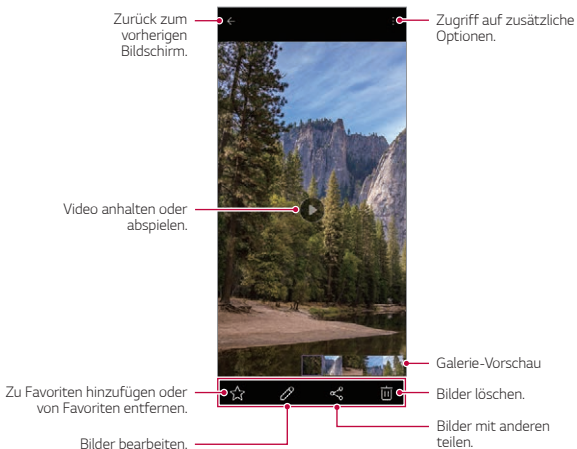 Zurück zum
vorherigen
Bildschirm.
Zugriff auf zusätzliche
Optionen.
Video anhalten oder
abspielen.
Galerie-Vorschau
Zu Favoriten hinzufügen oder
von Favoriten entfernen.
Bilder löschen.
Bilder bearbeiten.
Bilder mit anderen
teilen.